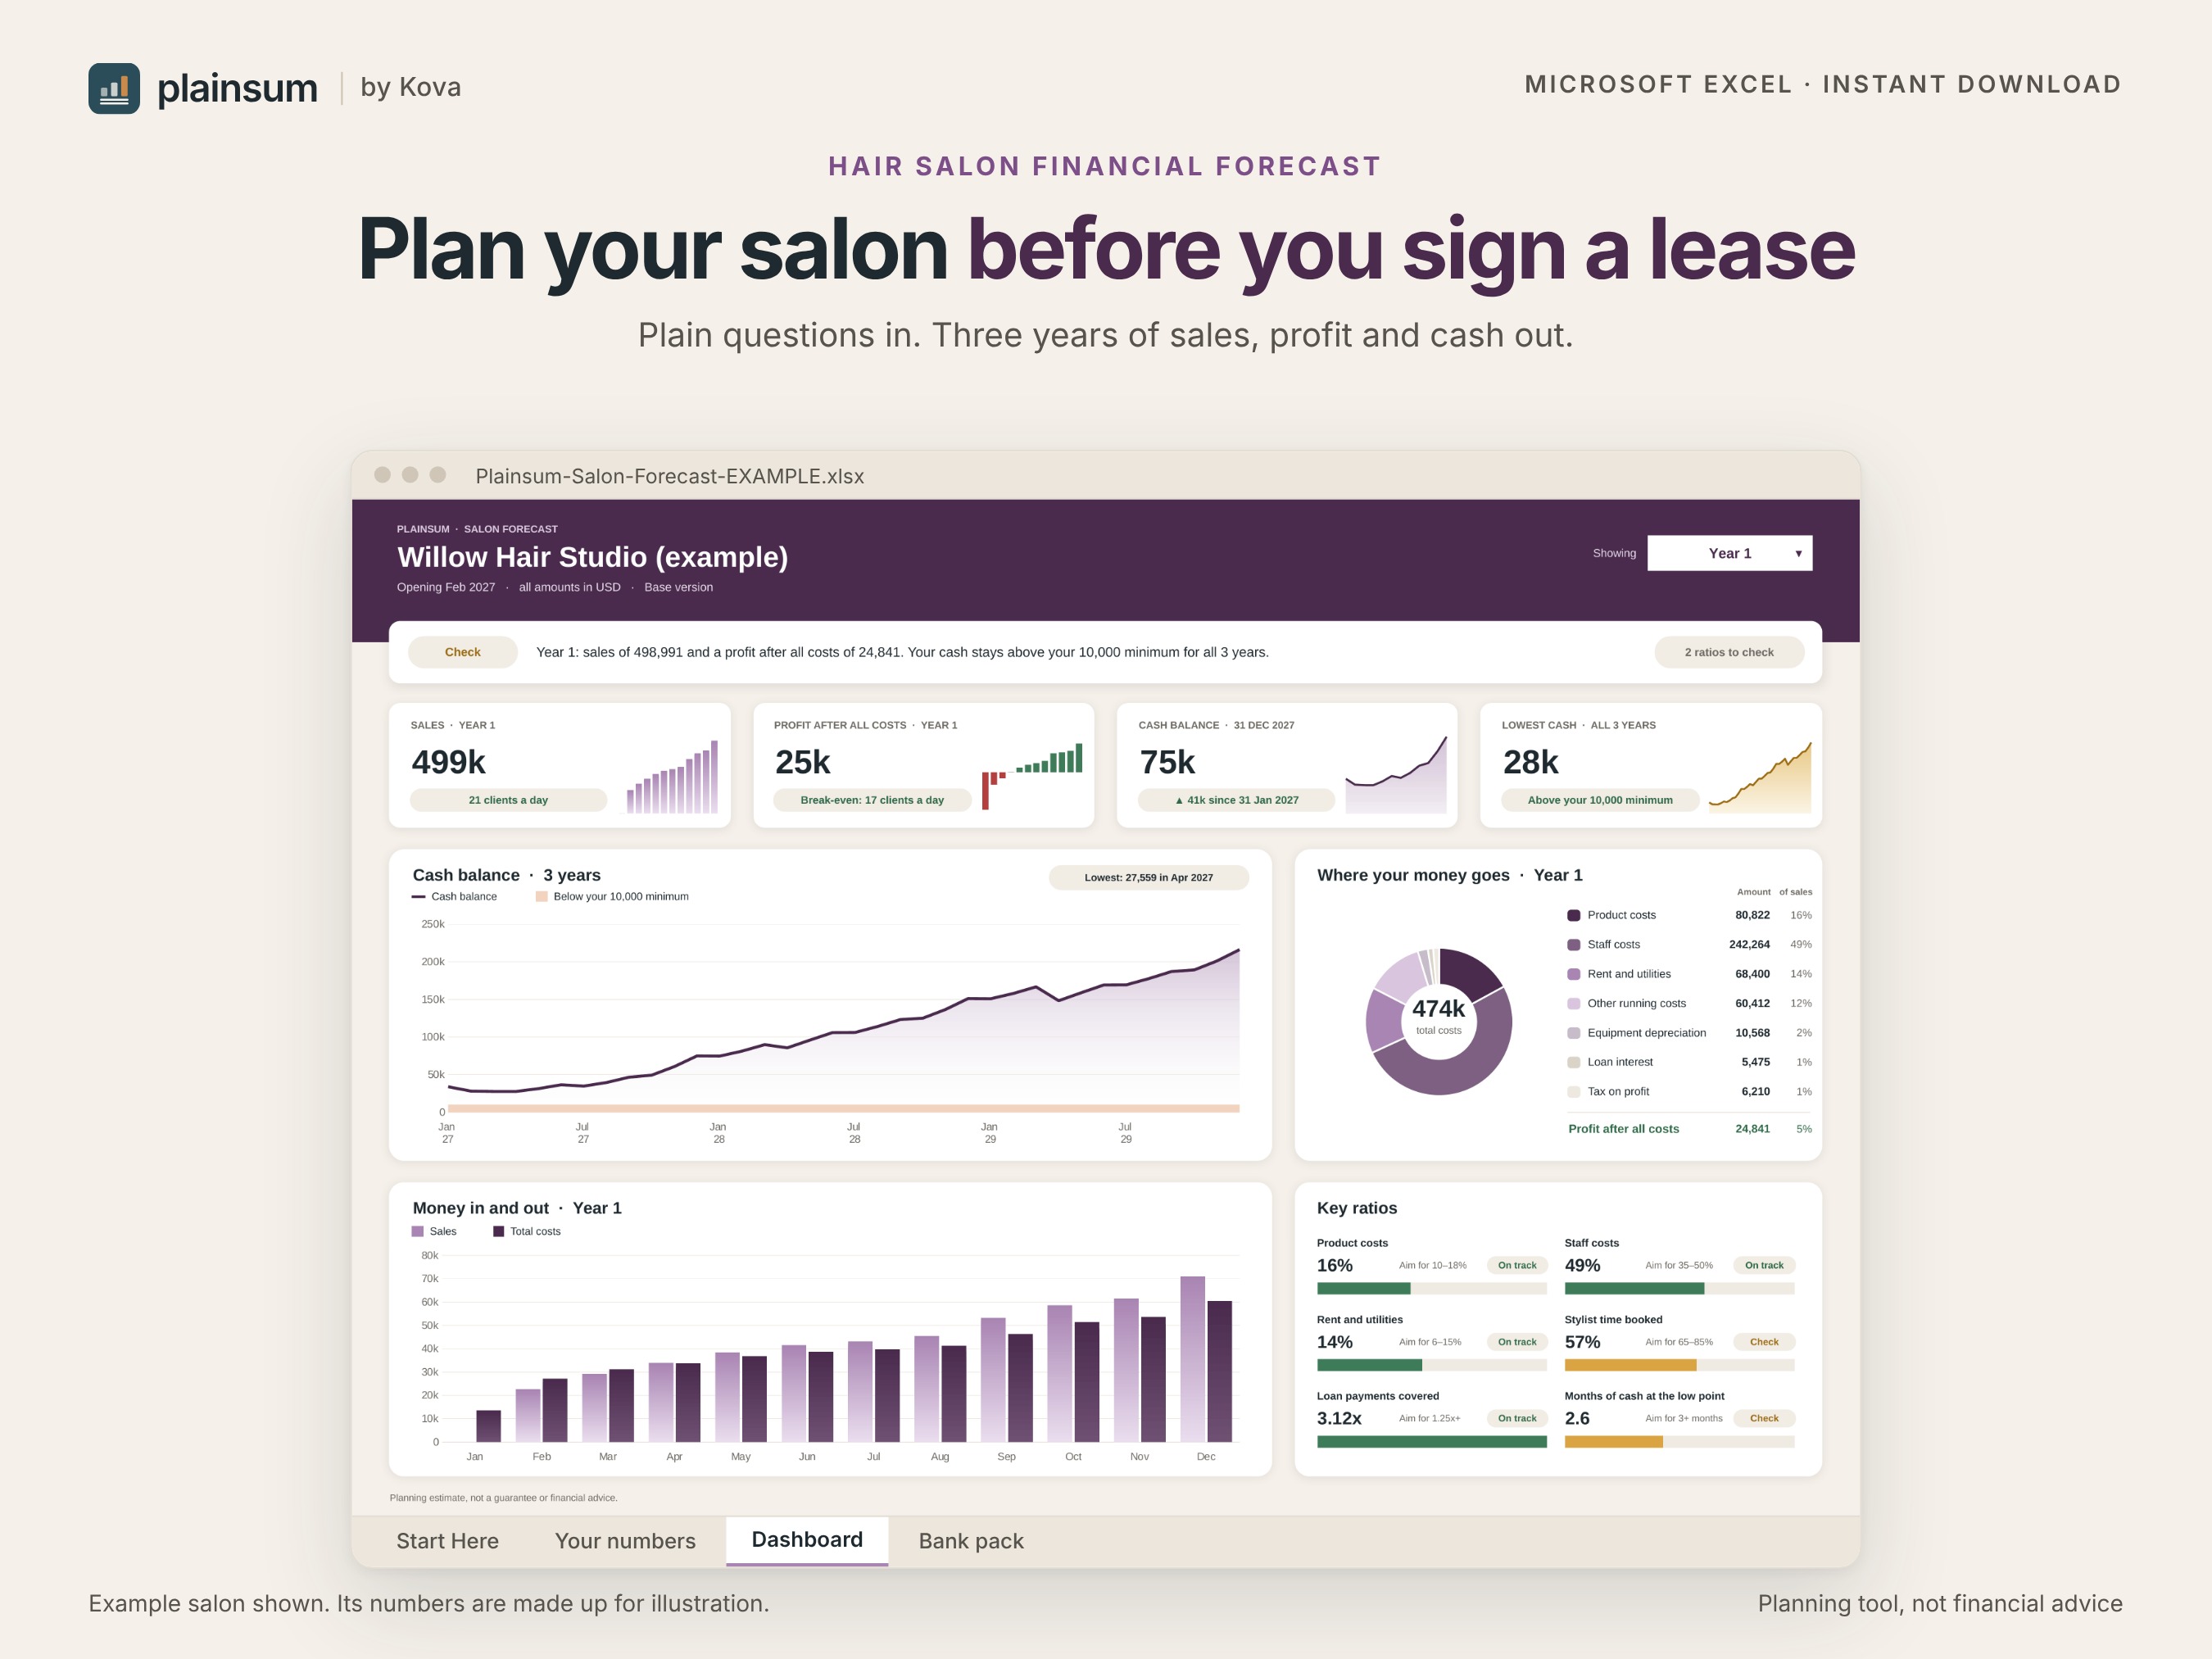 plainsum | by Kova
MICROSOFT EXCEL · INSTANT DOWNLOAD
HAIR SALON FINANCIAL FORECAST
Plan your salon before you sign a lease
Plain questions in. Three years of sales, profit and cash out.
Plainsum-Salon-Forecast-EXAMPLE.xlsx
PLAINSUM · SALON FORECAST
Willow Hair Studio (example)
Opening Feb 2027 · all amounts in USD · Base version
Showing
Year 1 ▾
Check
Year 1: sales of 498,991 and a profit after all costs of 24,841. Your cash stays above your 10,000 minimum for all 3 years.
2 ratios to check
SALES · YEAR 1
499k
21 clients a day
PROFIT AFTER ALL COSTS · YEAR 1
25k
Break-even: 17 clients a day
CASH BALANCE · 31 DEC 2027
75k
▲ 41k since 31 Jan 2027
LOWEST CASH · ALL 3 YEARS
28k
Above your 10,000 minimum
Cash balance · 3 years
Lowest: 27,559 in Apr 2027
Cash balance
Below your 10,000 minimum
250k
200k
150k
100k
50k
0
Jan 27
Jul 27
Jan 28
Jul 28
Jan 29
Jul 29
Where your money goes · Year 1
Amount of sales
474k
total costs
Product costs 80,822 16%
Staff costs 242,264 49%
Rent and utilities 68,400 14%
Other running costs 60,412 12%
Equipment depreciation 10,568 2%
Loan interest 5,475 1%
Tax on profit 6,210 1%
Profit after all costs 24,841 5%
Money in and out · Year 1
Sales
Total costs
80k
70k
60k
50k
40k
30k
20k
10k
0
Jan Feb Mar Apr May Jun Jul Aug Sep Oct Nov Dec
Key ratios
Product costs
16% Aim for 10–18% On track
Staff costs
49% Aim for 35–50% On track
Rent and utilities
14% Aim for 6–15% On track
Stylist time booked
57% Aim for 65–85% Check
Loan payments covered
3.12x Aim for 1.25x+ On track
Months of cash at the low point
2.6 Aim for 3+ months Check
Planning estimate, not a guarantee or financial advice.
Start Here
Your numbers
Dashboard
Bank pack
Example salon shown. Its numbers are made up for illustration.
Planning tool, not financial advice